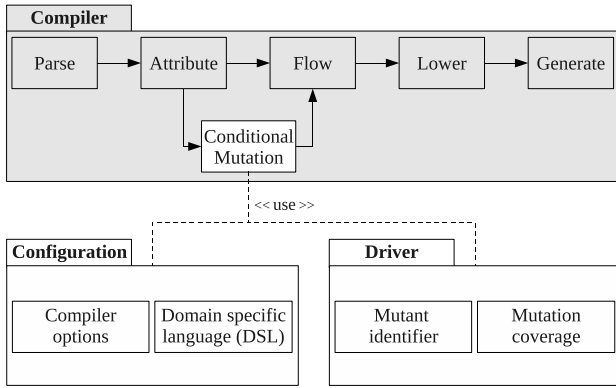 Compiler
Parse
Attribute
Flow
Lower
Generate
Conditional
Mutation
<< use >>
Configuration
Driver
Compiler
options
Domain specific
language (DSL)
Mutant
identifier
Mutation
coverage